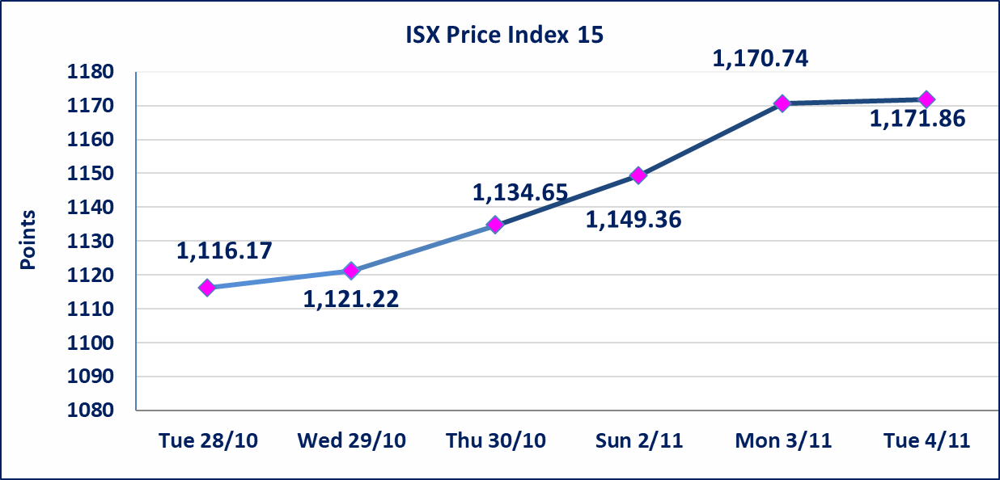 ISX Price Index 15
Points
1180
1170
1160
1150
1140
1130
1120
1110
1100
1090
1080
1,116.17
1,121.22
1,134.65
1,149.36
1,170.74
1,171.86
Tue 28/10
Wed 29/10
Thu 30/10
Sun 2/11
Mon 3/11
Tue 4/11